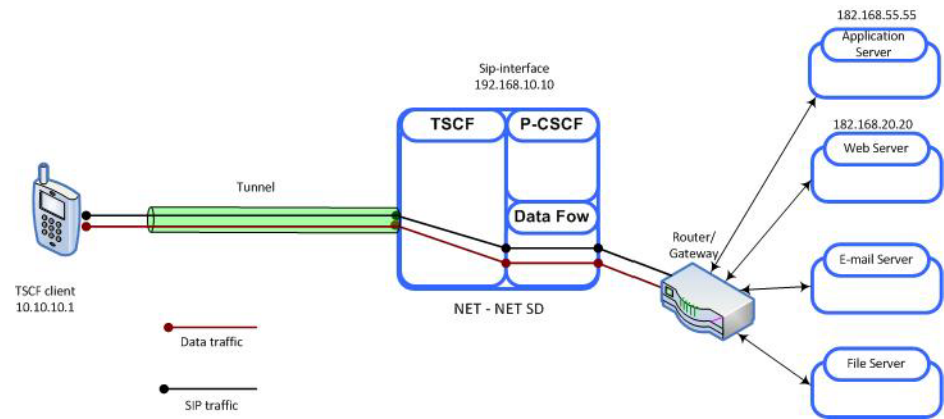 182.168.55.55
Application
Server
Sip-interface
192.168.10.10
TSCF
P-CSCF
182.168.20.20
Web Server
Tunnel
Data Fow
Router/
Gateway
E-mail Server
TSCF client
10.10.10.1
NET - NET SD
Data traffic
File Server
SIP traffic